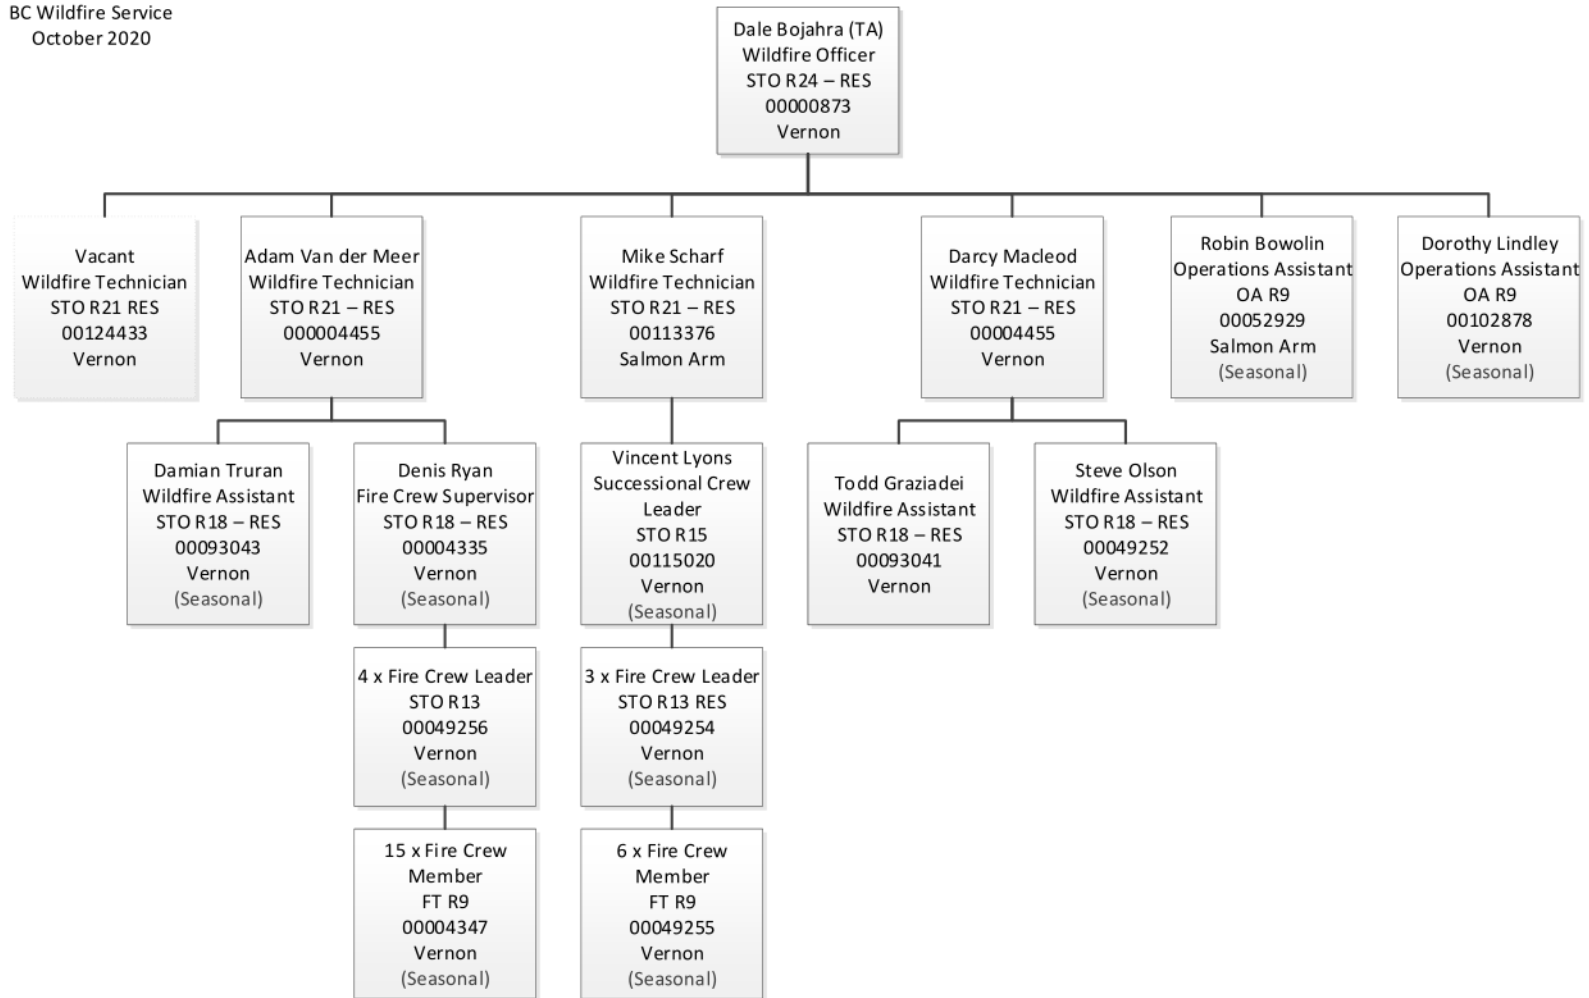 BC Wildfire Service
October 2020
Dale Bojahra (TA)
Wildfire Officer
STO R24 – RES
00000873
Vernon
Vacant
Wildfire Technician
STO R21 RES
00124433
Vernon
Adam Van der Meer
Wildfire Technician
STO R21 – RES
000004455
Vernon
Mike Scharf
Wildfire Technician
STO R21 – RES
00113376
Salmon Arm
Darcy Macleod
Wildfire Technician
STO R21 – RES
00004455
Vernon
Robin Bowolin
Operations Assistant
OA R9
00052929
Salmon Arm
(Seasonal)
Dorothy Lindley
Operations Assistant
OA R9
00102878
Vernon
(Seasonal)
Damian Truran
Wildfire Assistant
STO R18 – RES
00093043
Vernon
(Seasonal)
Denis Ryan
Fire Crew Supervisor
STO R18 – RES
00004335
Vernon
(Seasonal)
Vincent Lyons
Successional Crew
Leader
STO R15
00115020
Vernon
(Seasonal)
Todd Graziadei
Wildfire Assistant
STO R18 – RES
00093041
Vernon
Steve Olson
Wildfire Assistant
STO R18 – RES
00049252
Vernon
(Seasonal)
4 x Fire Crew Leader
STO R13
00049256
Vernon
(Seasonal)
3 x Fire Crew Leader
STO R13 RES
00049254
Vernon
(Seasonal)
15 x Fire Crew
Member
FT R9
00004347
Vernon
(Seasonal)
6 x Fire Crew
Member
FT R9
00049255
Vernon
(Seasonal)